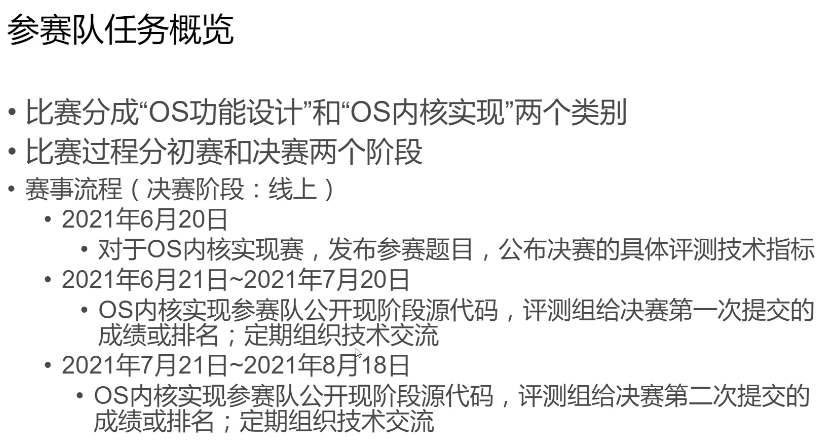 参赛队任务概览
• 比赛分成“OS功能设计”和“OS内核实现”两个类别
• 比赛过程分初赛和决赛两个阶段
• 赛事流程（决赛阶段：线上）
• 2021年6月20日
• 对于OS内核实现赛，发布参赛题目，公布决赛的具体评测技术指标
• 2021年6月21日~2021年7月20日
• OS内核实现参赛队公开现阶段源代码，评测组给决赛第一次提交的
成绩或排名；定期组织技术交流
• 2021年7月21日~2021年8月18日
• OS内核实现参赛队公开现阶段源代码，评测组给决赛第二次提交的
成绩或排名；定期组织技术交流